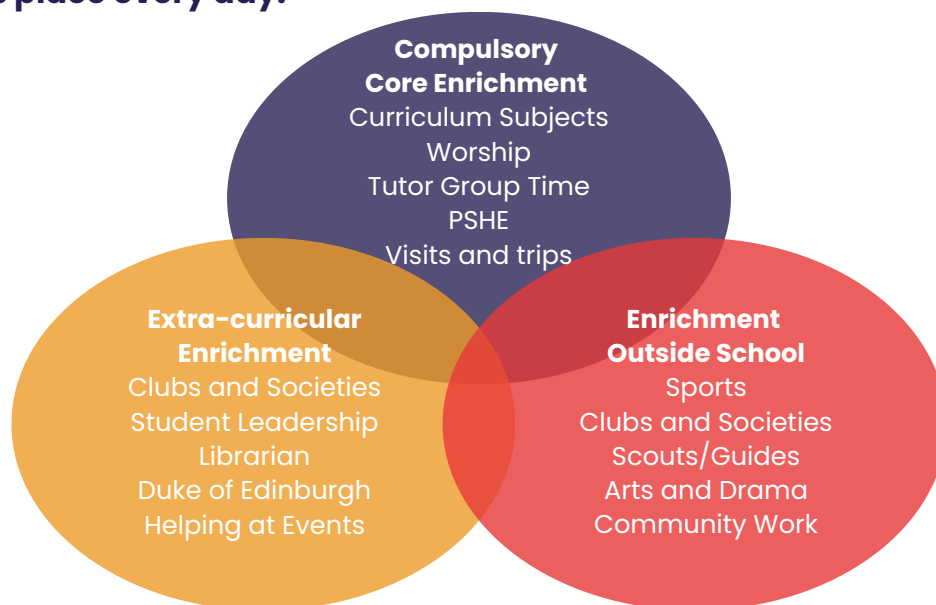 place every day.
Compulsory
Core Enrichment
Curriculum Subjects
Worship
Tutor Group Time
PSHE
Visits and trips
Extra-curricular
Enrichment
Clubs and Societies
Student Leadership
Librarian
Duke of Edinburgh
Helping at Events
Enrichment
Outside School
Sports
Clubs and Societies
Scouts/Guides
Arts and Drama
Community Work